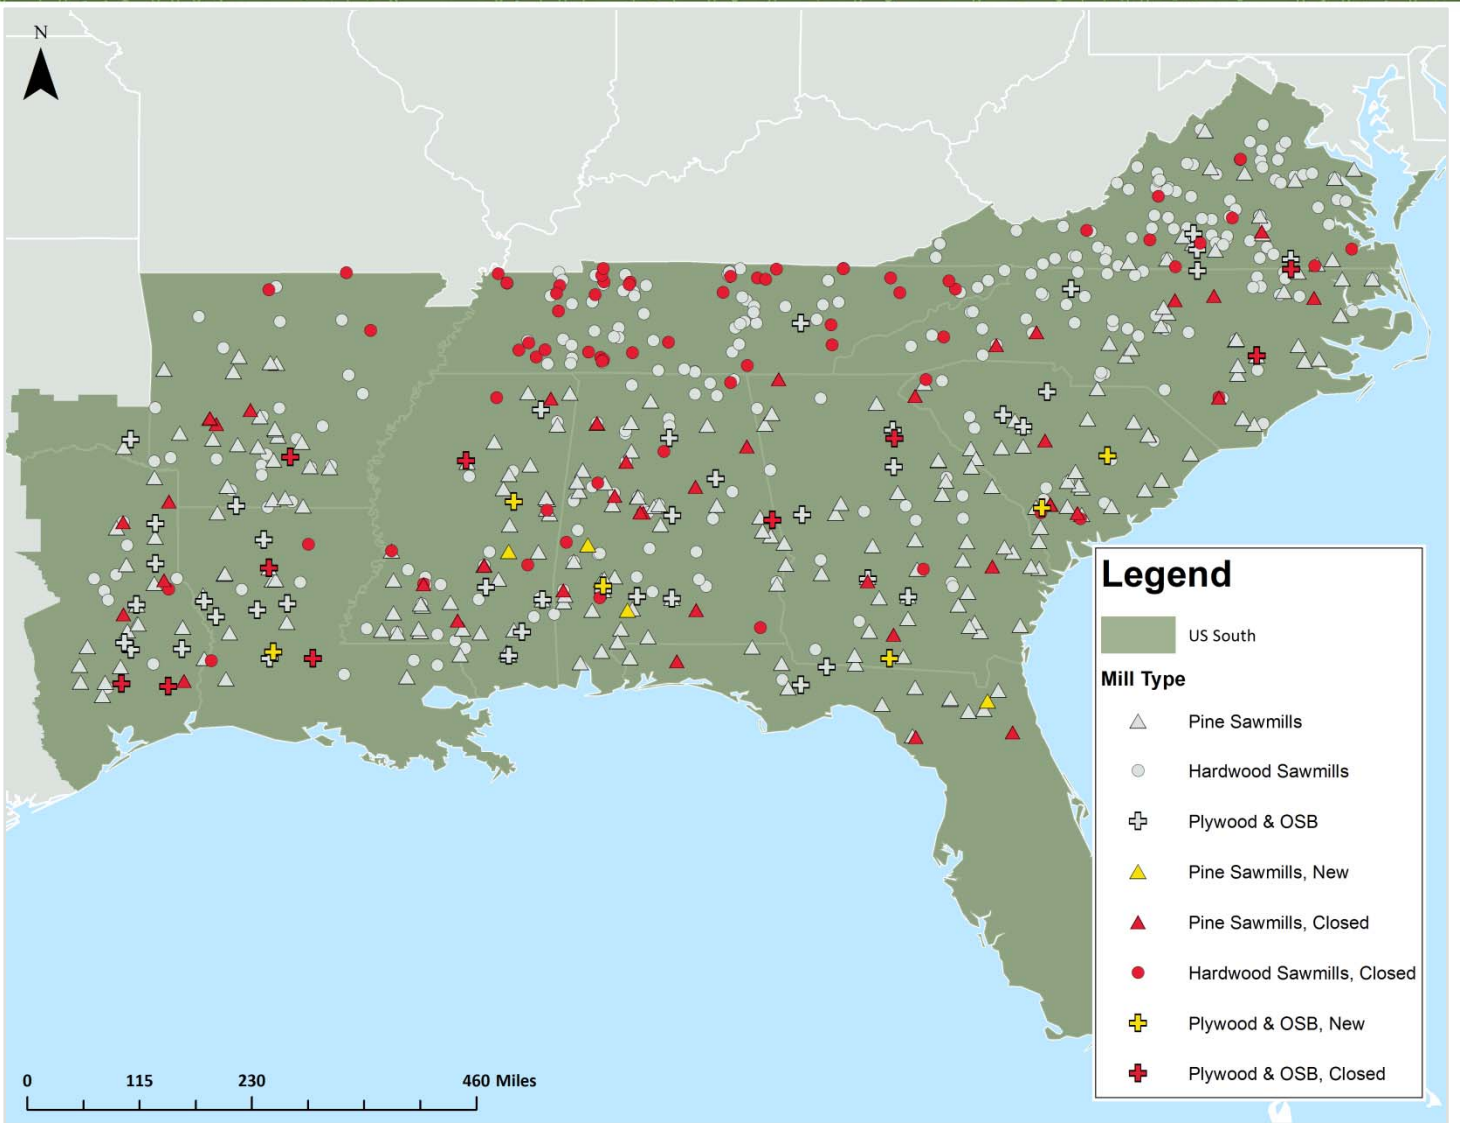 N
Legend
US South
Mill Type
Pine Sawmills
Hardwood Sawmills
Plywood & OSB
Pine Sawmills, New
Pine Sawmills, Closed
Hardwood Sawmills, Closed
Plywood & OSB, New
Plywood & OSB, Closed
0 115 230 460 Miles